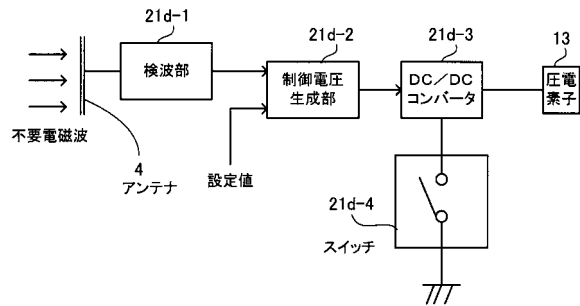 21d-1
21d-2
21d-3
13
検波部
制御電圧
生成部
DC/DC
コンバータ
圧電
素子
不要電磁波
4
アンテナ
設定値
21d-4
スイッチ